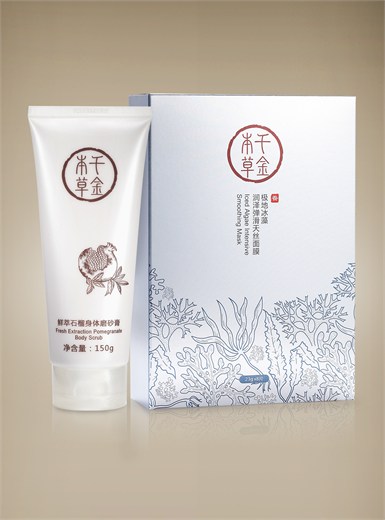 千金
本草
鲜萃石榴身体磨砂膏
Fresh Extraction Pomegranate
Body Scrub
净含量：150g
千金
本草
极地冰藻
润泽弹滑天丝面膜
Iced Algae Intensive
Smoothing Mask